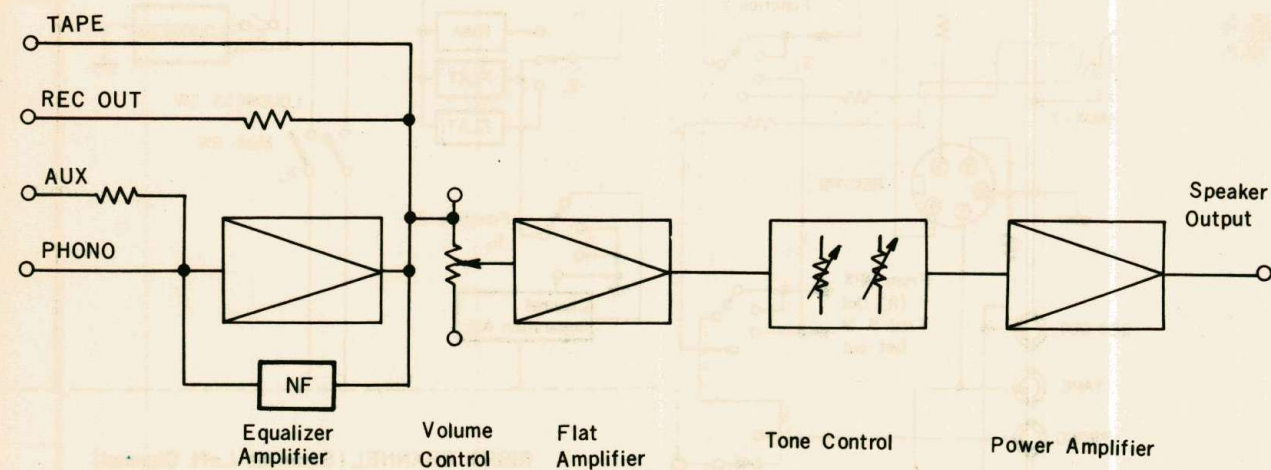 TAPE
REC OUT
AUX
PHONO
NF
Equalizer
Amplifier
Volume
Control
Flat
Amplifier
Tone Control
Power Amplifier
Speaker
Output